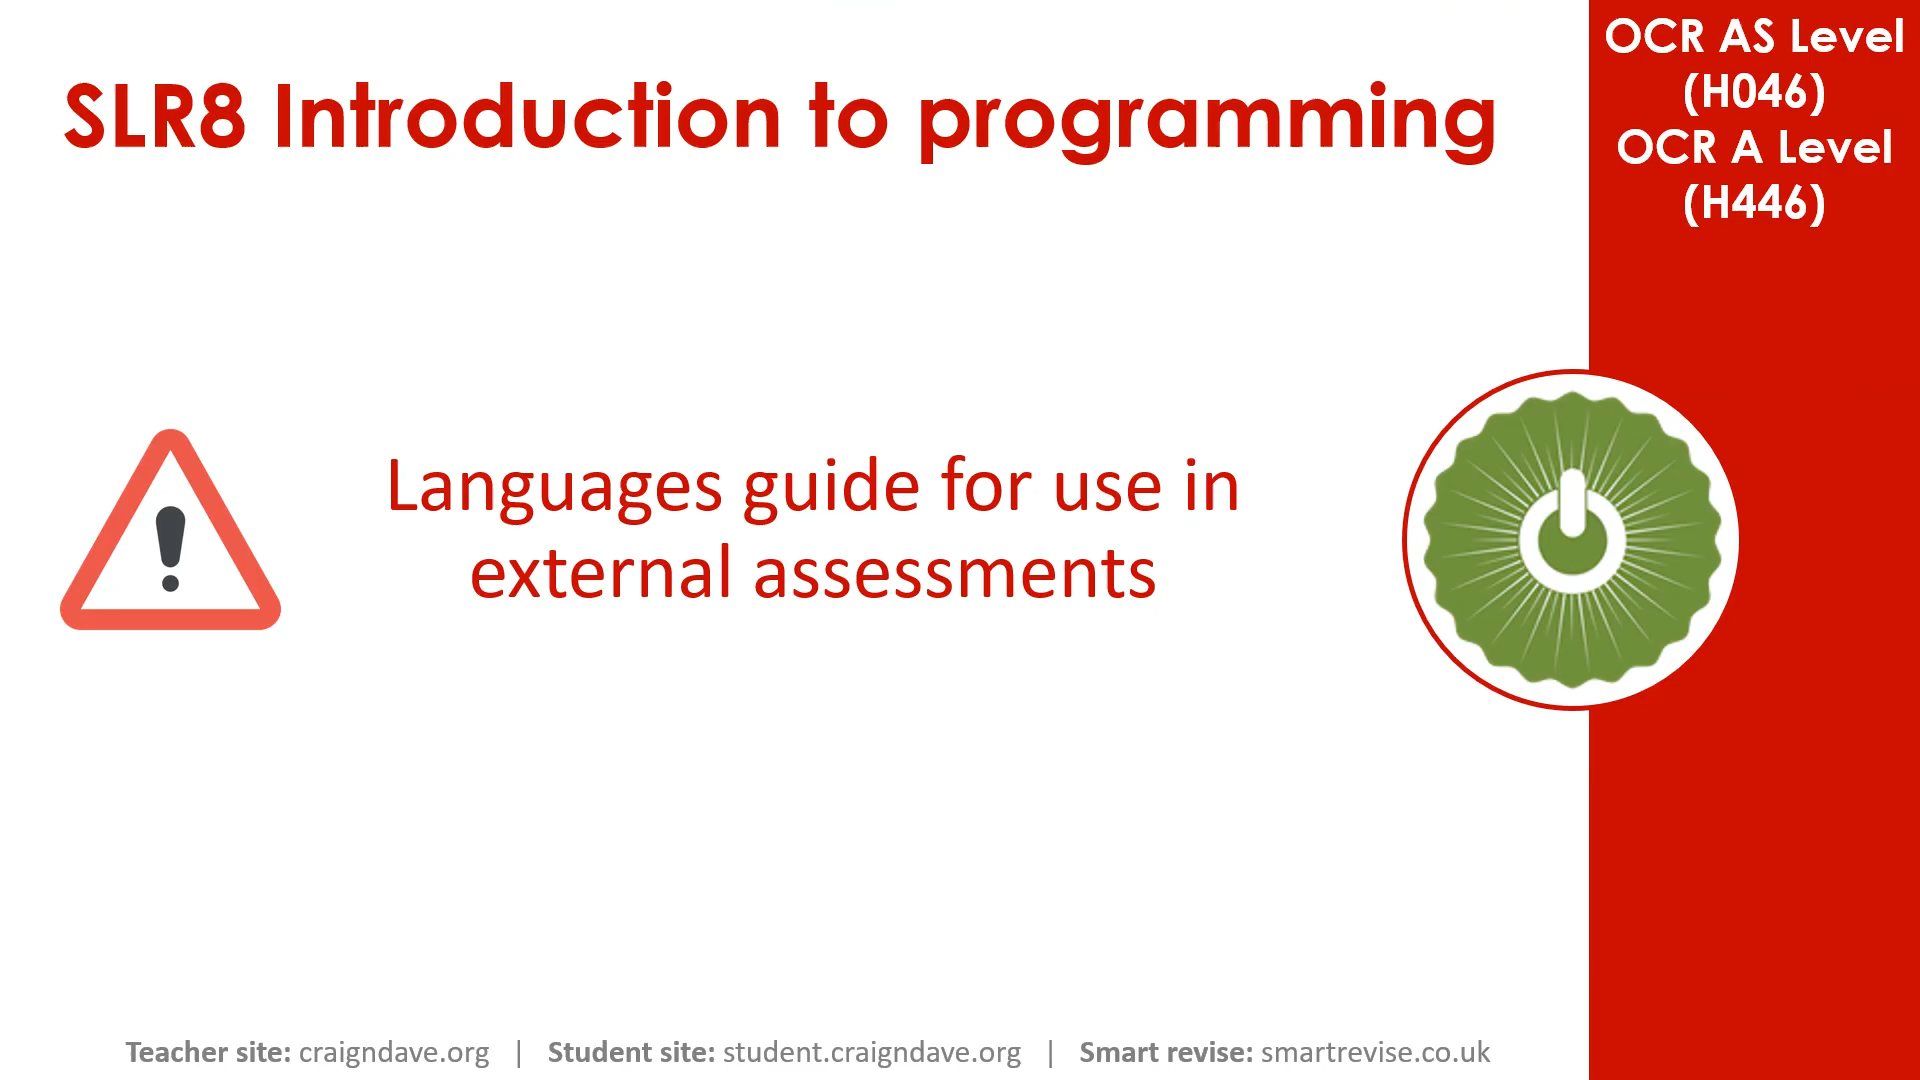 SLR8 Introduction to programming
OCR AS Level
(H046)
OCR A Level
(H446)
Languages guide for use in
external assessments
Teacher site: craigndave.org | Student site: student.craigndave.org | Smart revise: smartrevise.co.uk